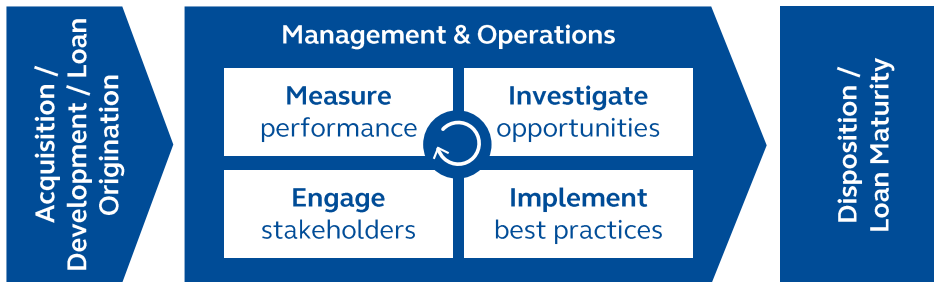 Acquisition /
Development / Loan
Origination
Management & Operations
Measure
performance
Investigate
opportunities
Engage
stakeholders
Implement
best practices
Disposition /
Loan Maturity